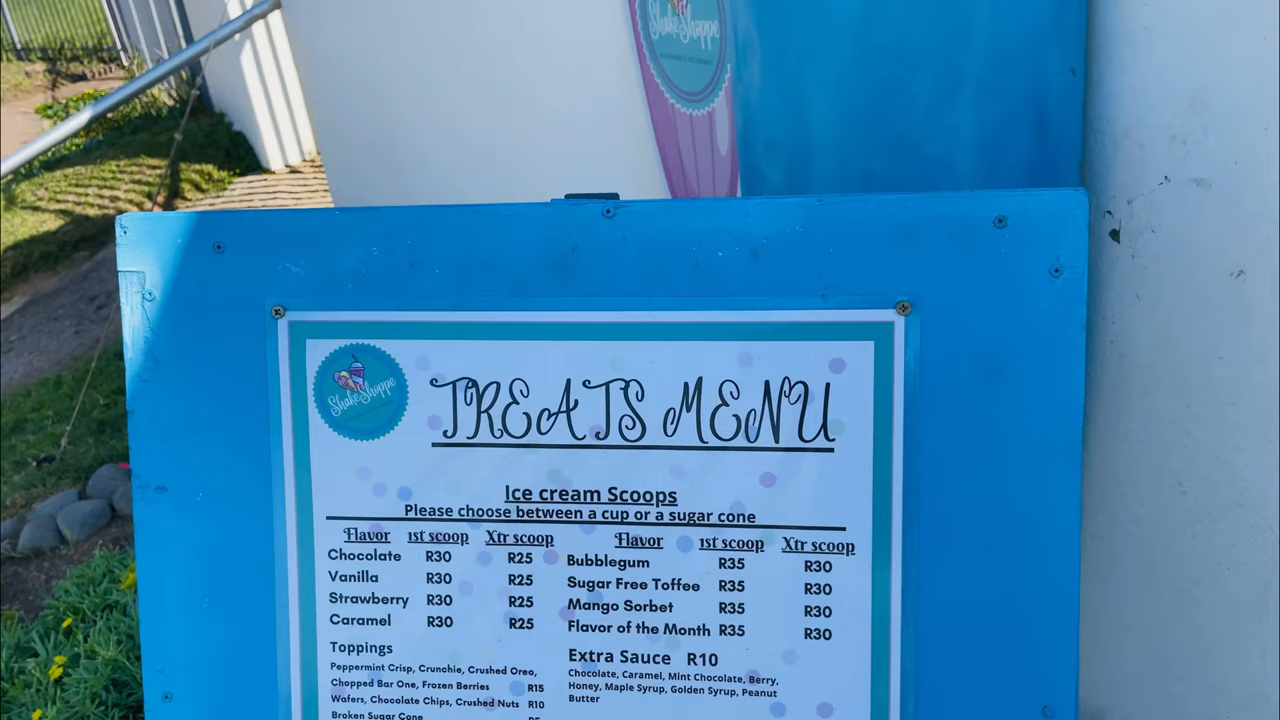 Shake Shoppe
Shake Shoppe
TREATS MENU
Ice cream Scoops
Please choose between a cup or a sugar cone
Flavor 1st scoop Xtr scoop Flavor 1st scoop Xtr scoop
Chocolate R30 R25 Bubblegum R35 R30
Vanilla R30 R25 Sugar Free Toffee R35 R30
Strawberry R30 R25 Mango Sorbet R35 R30
Caramel R30 R25 Flavor of the Month R35 R30
Toppings
Peppermint Crisp, Crunchie, Crushed Oreo,
Chopped Bar One, Frozen Berries R15
Wafers, Chocolate Chips, Crushed Nuts R10
Broken Sugar Cone
Extra Sauce R10
Chocolate, Caramel, Mint Chocolate, Berry,
Honey, Maple Syrup, Golden Syrup, Peanut
Butter